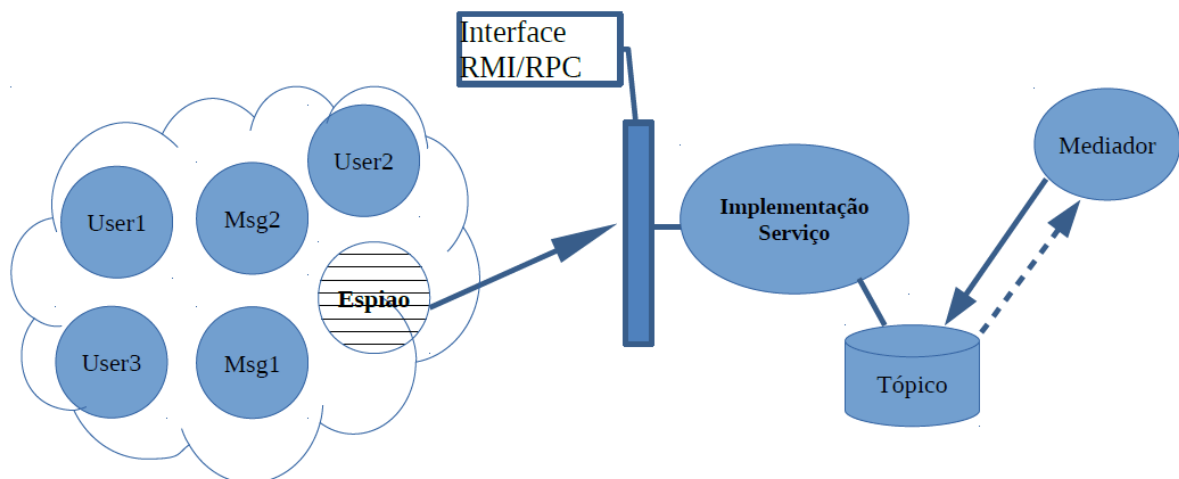 Interface
RMI/RPC
User2
User1
Msg2
Espiao
User3
Msg1
Implementação
Serviço
Mediador
Tópico